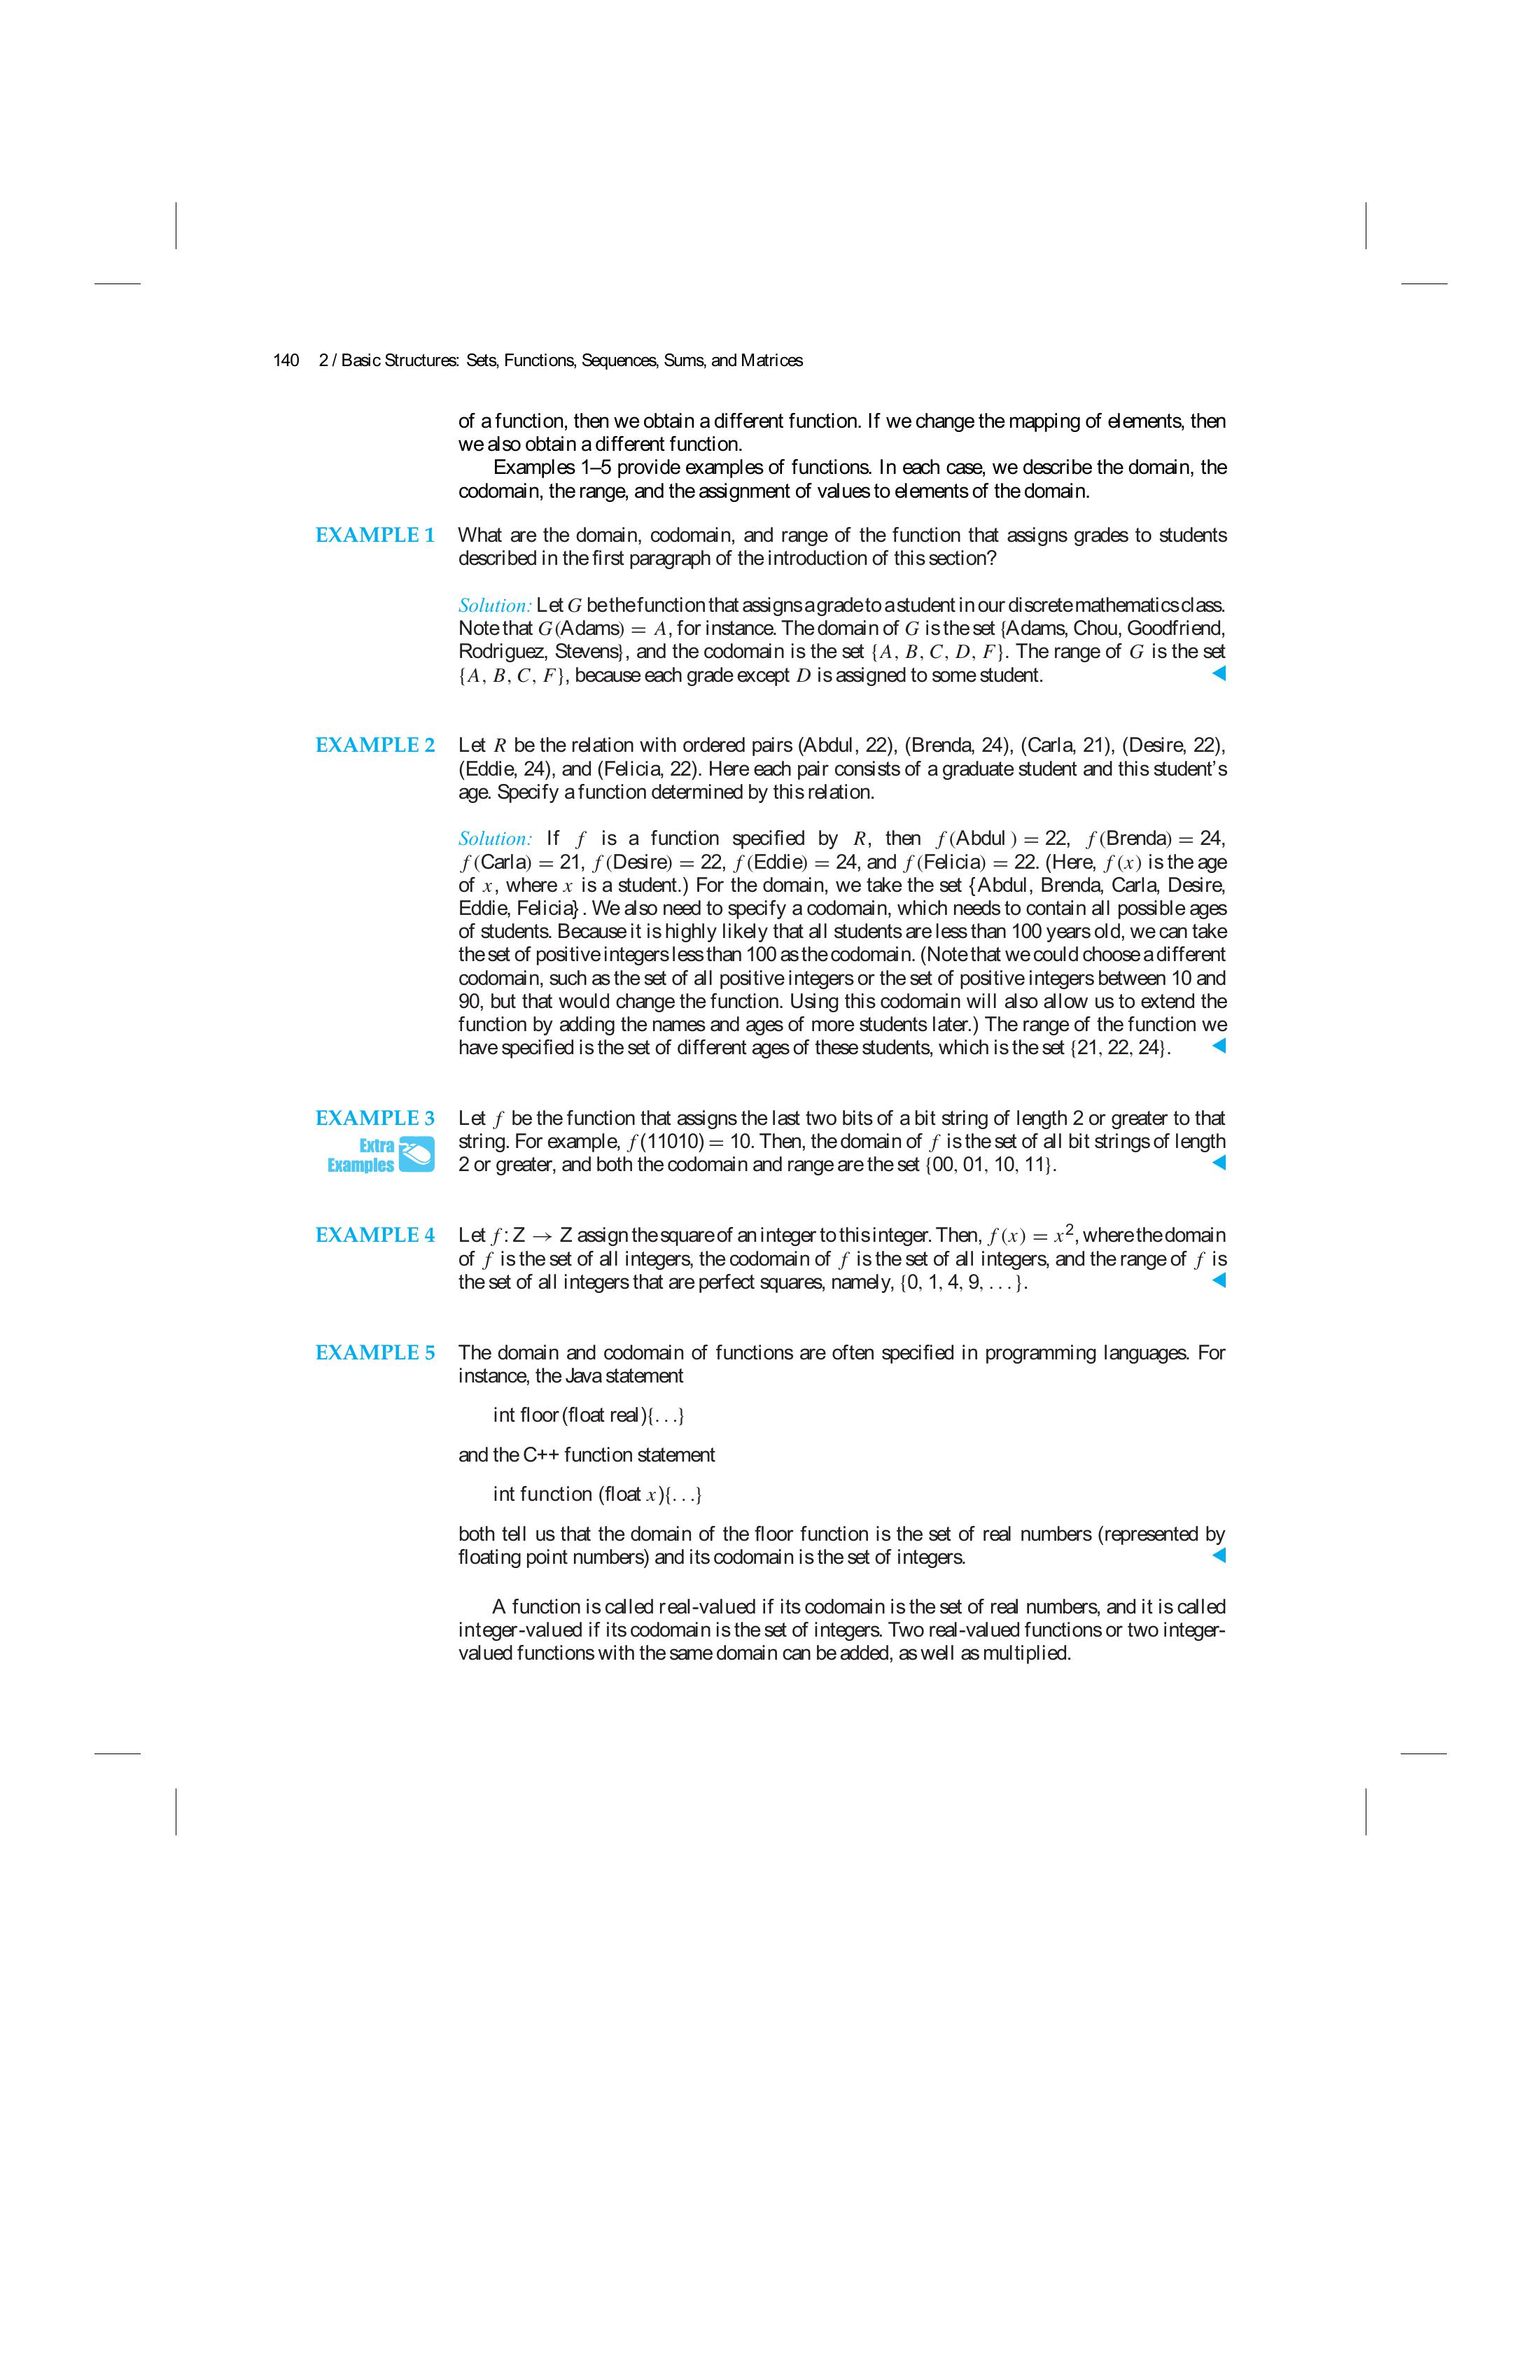 140 2 / Basic Structures: Sets, Functions, Sequences, Sums, and Matrices
of a function, then we obtain a different function. If we change the mapping of elements, then
we also obtain a different function.
Examples 1–5 provide examples of functions. In each case, we describe the domain, the
codomain, the range, and the assignment of values to elements of the domain.
EXAMPLE 1 What are the domain, codomain, and range of the function that assigns grades to students
described in the first paragraph of the introduction of this section?
Solution: Let G be the function that assigns a grade to a student in our discrete mathematics class.
Note that G(Adams) = A, for instance. The domain of G is the set {Adams, Chou, Goodfriend,
Rodriguez, Stevens}, and the codomain is the set {A, B, C, D, F}. The range of G is the set
{A, B, C, F}, because each grade except D is assigned to some student.
EXAMPLE 2 Let R be the relation with ordered pairs (Abdul, 22), (Brenda, 24), (Carla, 21), (Desire, 22),
(Eddie, 24), and (Felicia, 22). Here each pair consists of a graduate student and this student's
age. Specify a function determined by this relation.
Solution: If f is a function specified by R, then f(Abdul) = 22, f(Brenda) = 24,
f(Carla) = 21, f(Desire) = 22, f(Eddie) = 24, and f(Felicia) = 22. (Here, f(x) is the age
of x, where x is a student.) For the domain, we take the set {Abdul, Brenda, Carla, Desire,
Eddie, Felicia}. We also need to specify a codomain, which needs to contain all possible ages
of students. Because it is highly likely that all students are less than 100 years old, we can take
the set of positive integers less than 100 as the codomain. (Note that we could choose a different
codomain, such as the set of all positive integers or the set of positive integers between 10 and
90, but that would change the function. Using this codomain will also allow us to extend the
function by adding the names and ages of more students later.) The range of the function we
have specified is the set of different ages of these students, which is the set {21, 22, 24}.
EXAMPLE 3 Let f be the function that assigns the last two bits of a bit string of length 2 or greater to that
Extra string. For example, f(11010) = 10. Then, the domain of f is the set of all bit strings of length
Examples 2 or greater, and both the codomain and range are the set {00, 01, 10, 11}.
EXAMPLE 4 Let f: Z → Z assign the square of an integer to this integer. Then, f(x) = x², where the domain
of f is the set of all integers, the codomain of f is the set of all integers, and the range of f is
the set of all integers that are perfect squares, namely, {0, 1, 4, 9, . . . }.
EXAMPLE 5 The domain and codomain of functions are often specified in programming languages. For
instance, the Java statement
int floor(float real){. . .}
and the C++ function statement
int function (float x){. . .}
both tell us that the domain of the floor function is the set of real numbers (represented by
floating point numbers) and its codomain is the set of integers.
A function is called real-valued if its codomain is the set of real numbers, and it is called
integer-valued if its codomain is the set of integers. Two real-valued functions or two integer-
valued functions with the same domain can be added, as well as multiplied.